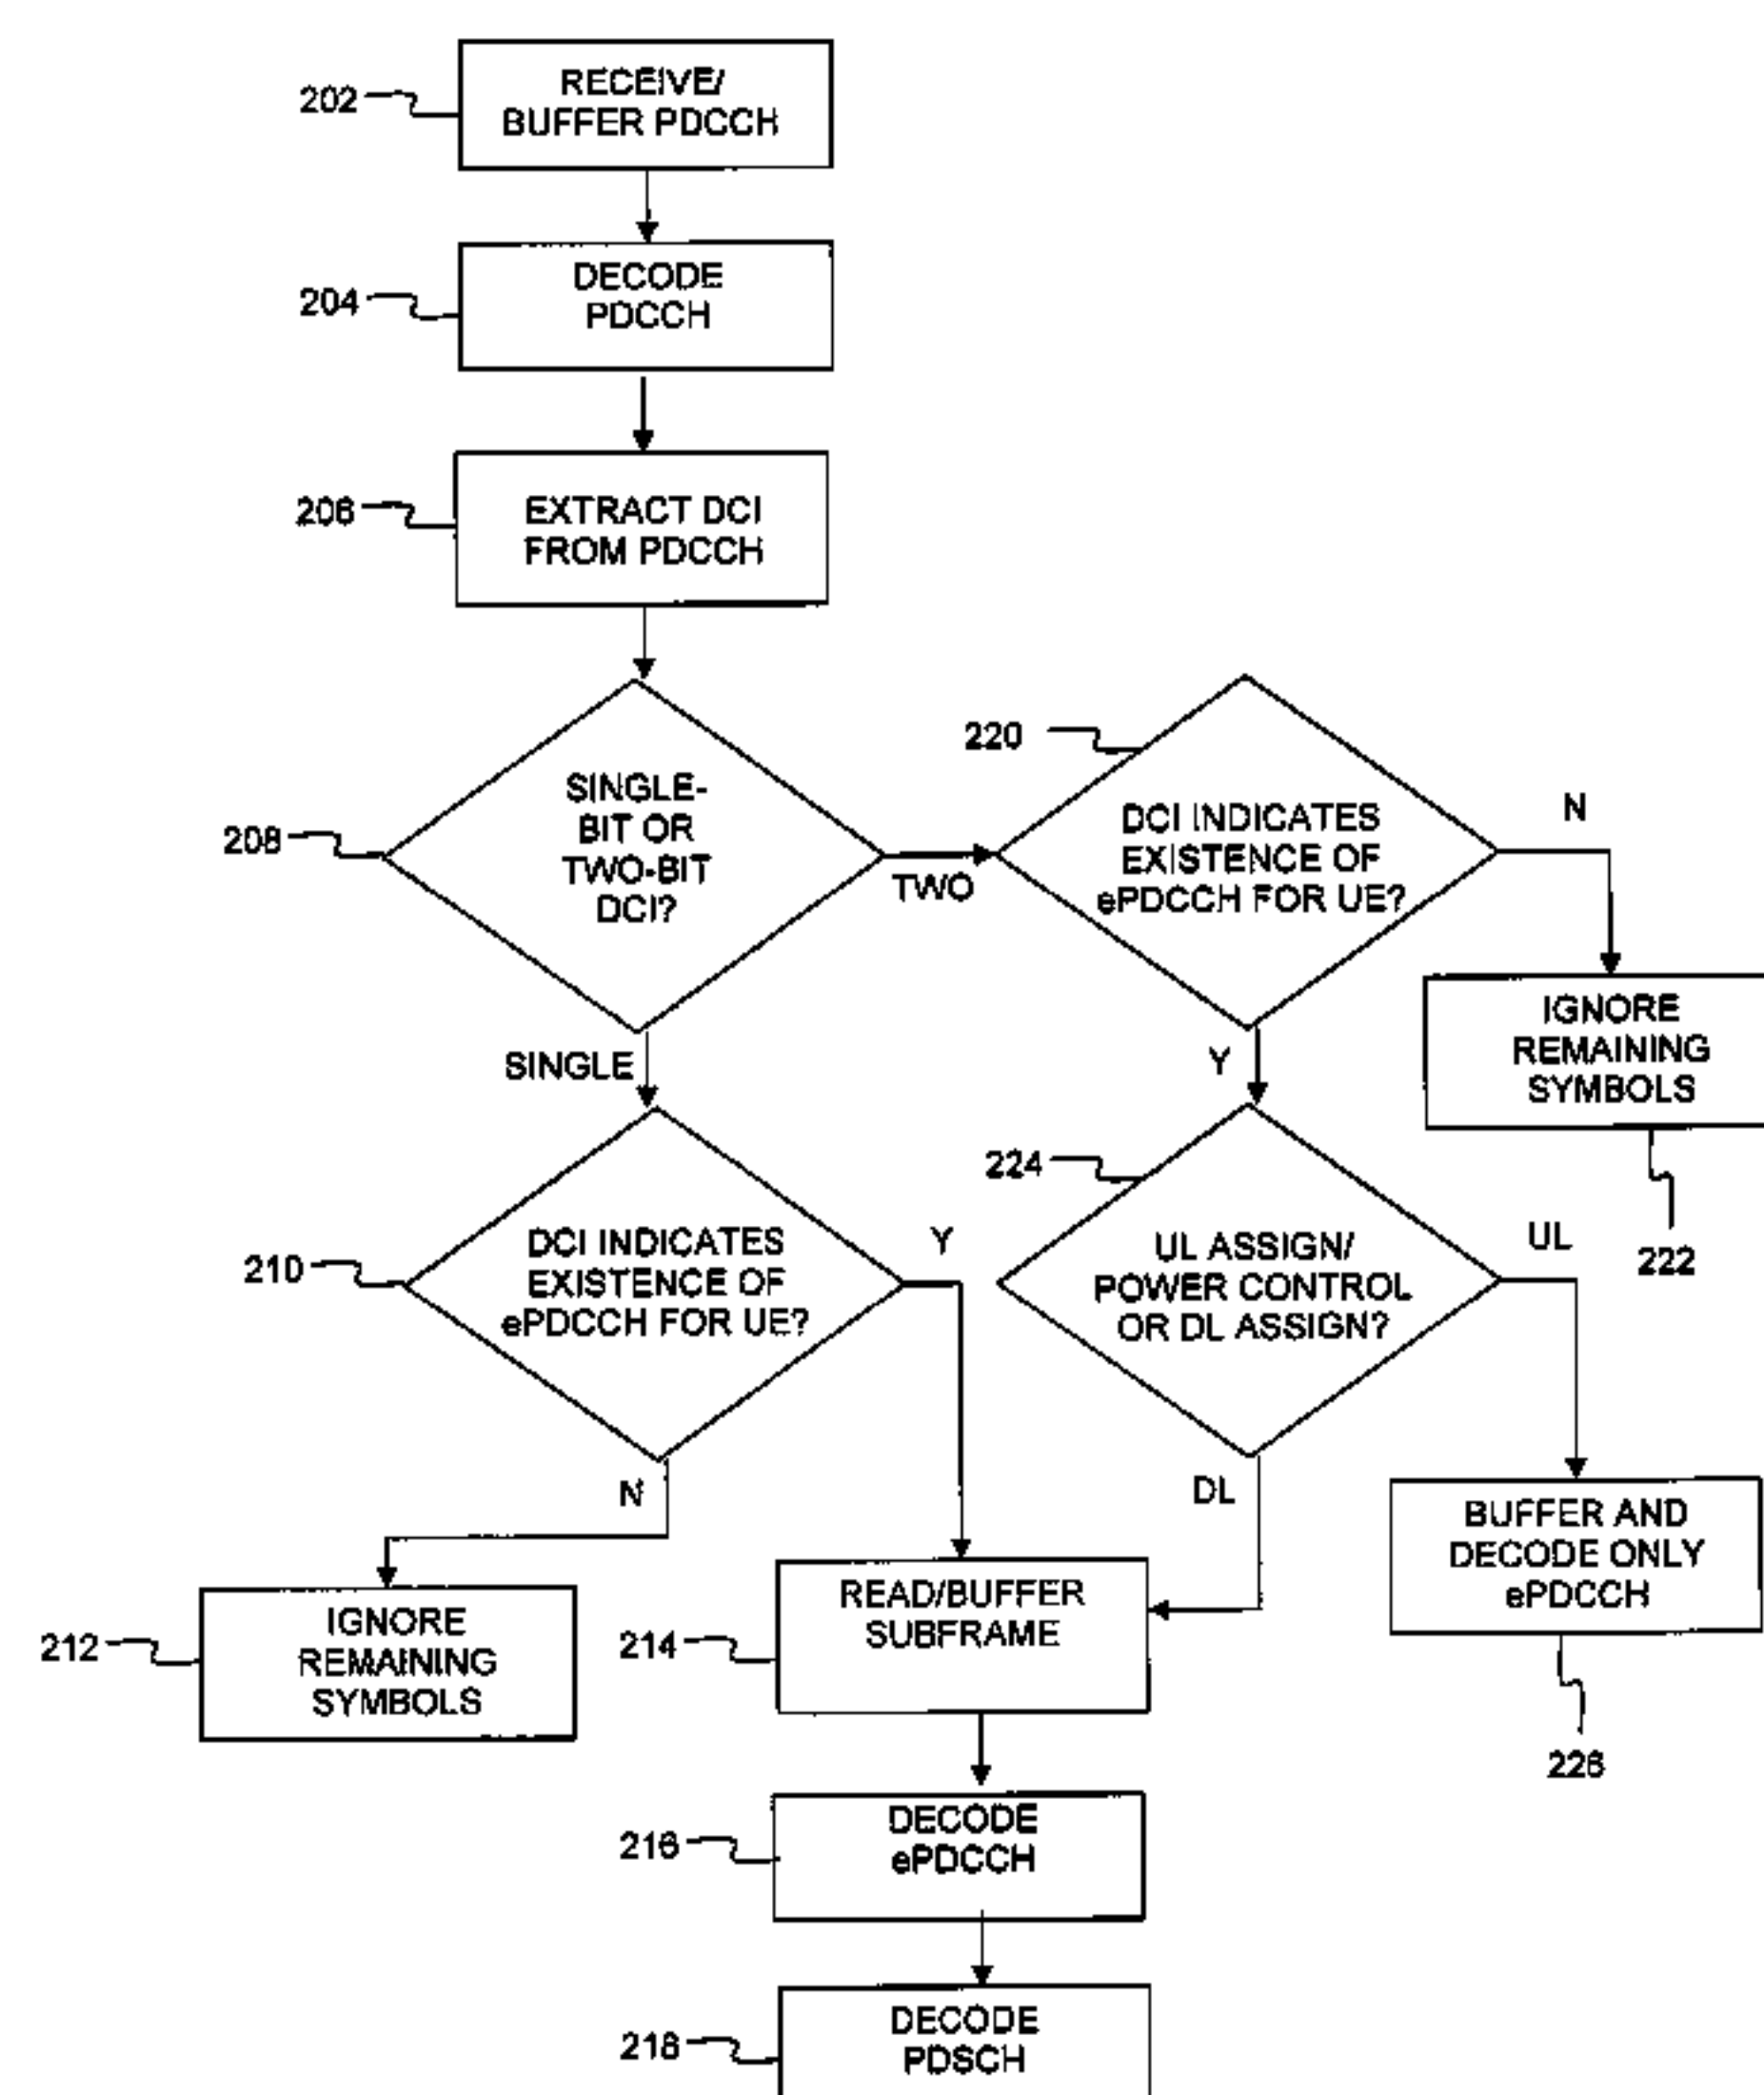 202
RECEIVE/
BUFFER PDCCH
204
DECODE
PDCCH
206
EXTRACT DCI
FROM PDCCH
208
SINGLE-
BIT OR
TWO-BIT
DCI?
TWO
SINGLE
220
DCI INDICATES
EXISTENCE OF
ePDCCH FOR UE?
N
Y
IGNORE
REMAINING
SYMBOLS
222
210
DCI INDICATES
EXISTENCE OF
ePDCCH FOR UE?
Y
N
224
UL ASSIGN/
POWER CONTROL
OR DL ASSIGN?
UL
DL
212
IGNORE
REMAINING
SYMBOLS
214
READ/BUFFER
SUBFRAME
BUFFER AND
DECODE ONLY
ePDCCH
226
216
DECODE
ePDCCH
218
DECODE
PDSCH